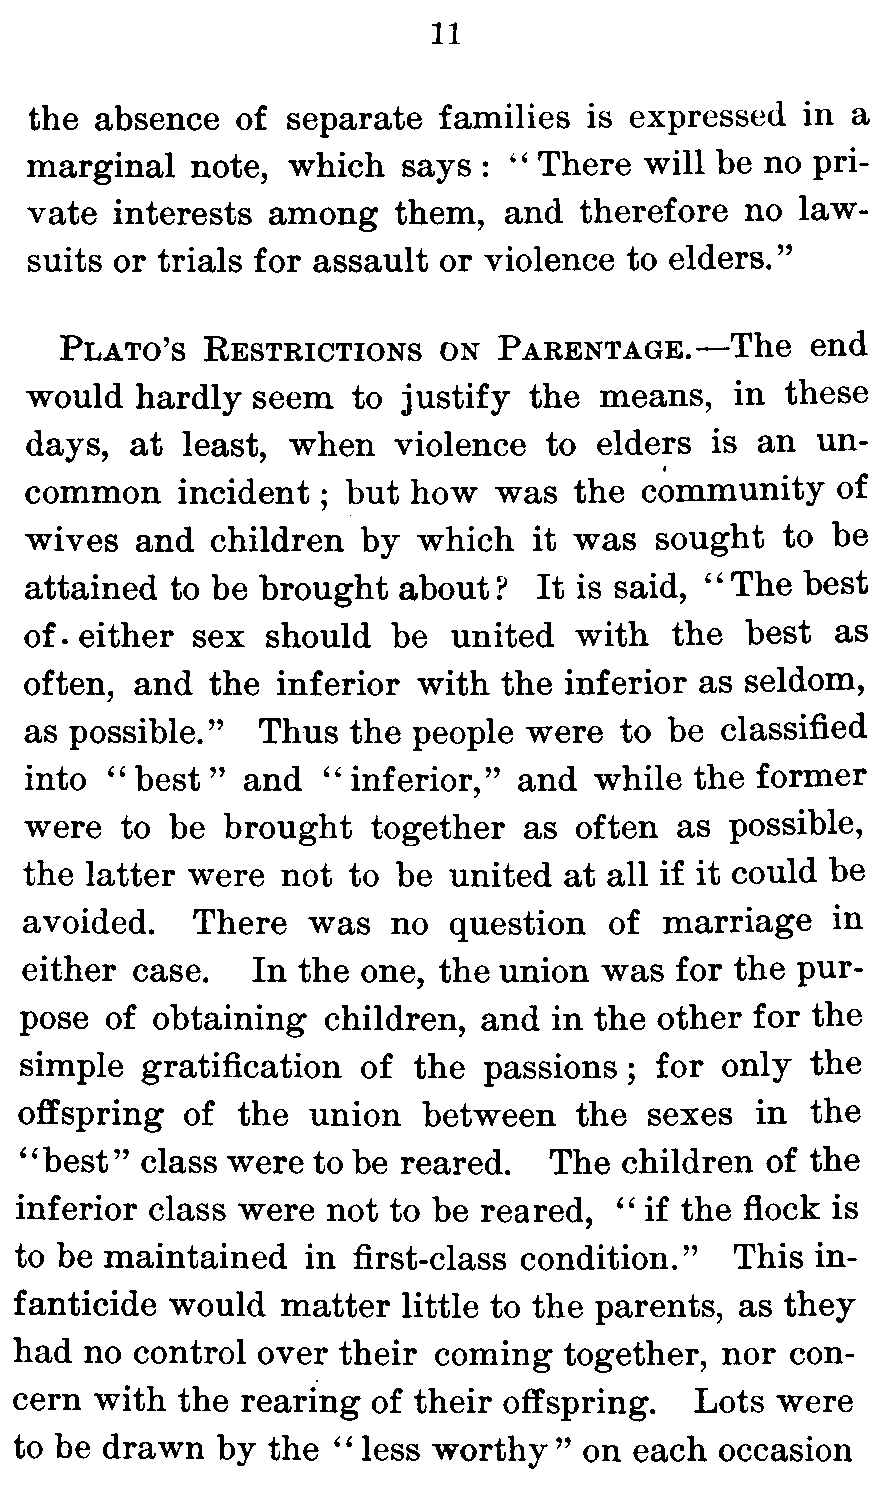 11
the absence of separate families is expressed in a
marginal note, which says: "There will be no pri-
vate interests among them, and therefore no law-
suits or trials for assault or violence to elders."
PLATO'S RESTRICTIONS ON PARENTAGE.—The end
would hardly seem to justify the means, in these
days, at least, when violence to elders is an un-
common incident; but how was the community of
wives and children by which it was sought to be
attained to be brought about? It is said, "The best
of either sex should be united with the best as
often, and the inferior with the inferior as seldom,
as possible." Thus the people were to be classified
into "best" and "inferior," and while the former
were to be brought together as often as possible,
the latter were not to be united at all if it could be
avoided. There was no question of marriage in
either case. In the one, the union was for the pur-
pose of obtaining children, and in the other for the
simple gratification of the passions; for only the
offspring of the union between the sexes in the
"best" class were to be reared. The children of the
inferior class were not to be reared, "if the flock is
to be maintained in first-class condition." This in-
fanticide would matter little to the parents, as they
had no control over their coming together, nor con-
cern with the rearing of their offspring. Lots were
to be drawn by the "less worthy" on each occasion